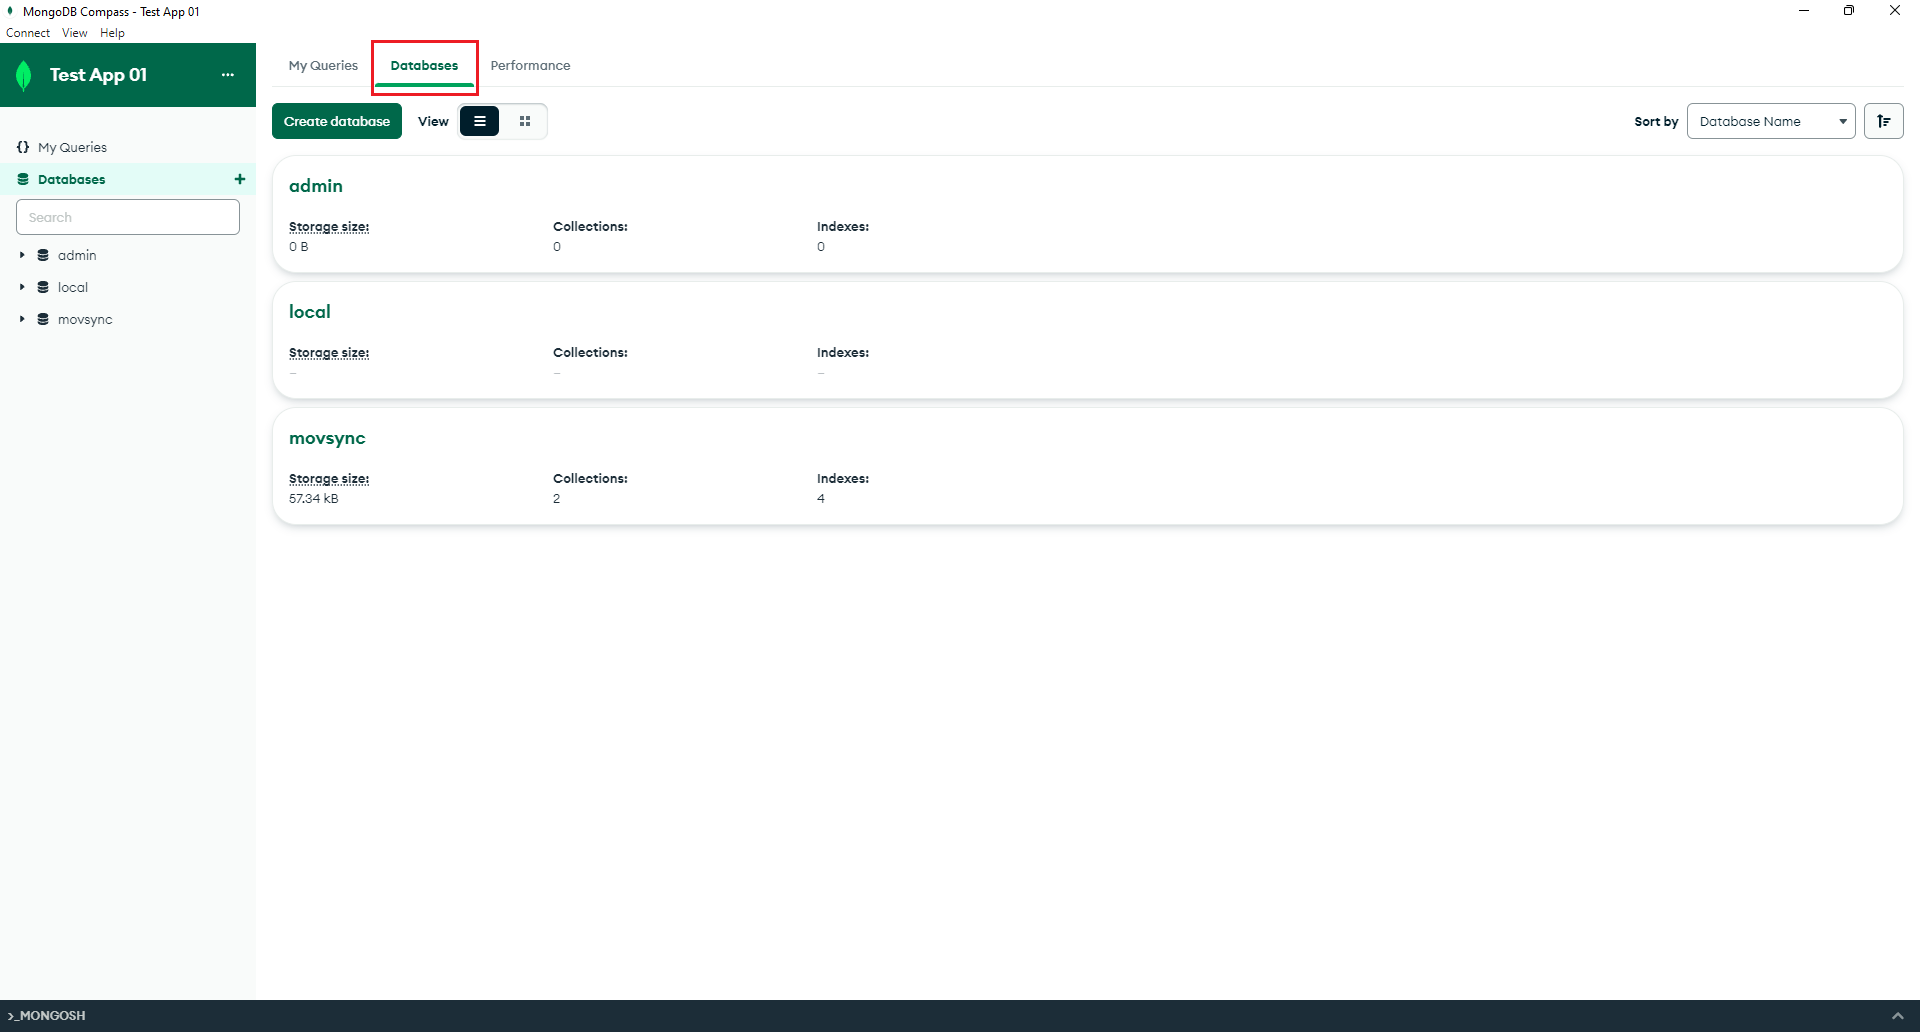 MongoDB Compass - Test App 01
Connect View Help
Test App 01
My Queries
Databases
Search
admin
local
movsync
My Queries Databases Performance
Create database View Sort by Database Name
admin
Storage size: Collections: Indexes:
0 B 0 0
local
Storage size: Collections: Indexes:
– – –
movsync
Storage size: Collections: Indexes:
57.34 kB 2 4
>_MONGOSH